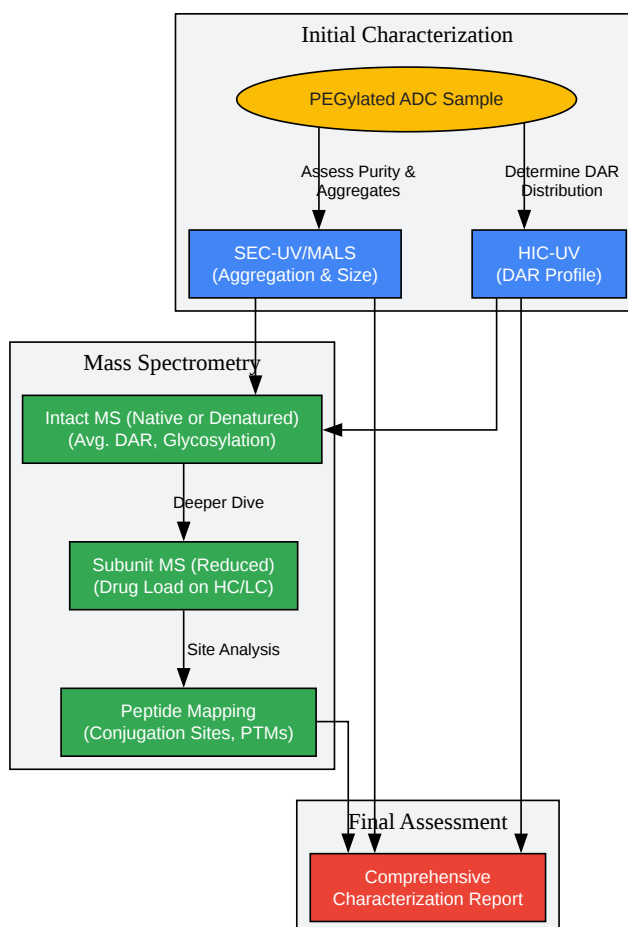 Initial Characterization
PEGylated ADC Sample
Assess Purity &
Aggregates
Determine DAR
Distribution
SEC-UV/MALS
(Aggregation & Size)
HIC-UV
(DAR Profile)
Mass Spectrometry
Intact MS (Native or Denatured)
(Avg. DAR, Glycosylation)
Deeper Dive
Subunit MS (Reduced)
(Drug Load on HC/LC)
Site Analysis
Peptide Mapping
(Conjugation Sites, PTMs)
Final Assessment
Comprehensive
Characterization Report